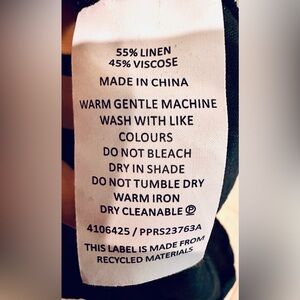 55% LINEN
45% VISCOSE
MADE IN CHINA
WARM GENTLE MACHINE
WASH WITH LIKE
COLOURS
DO NOT BLEACH
DRY IN SHADE
DO NOT TUMBLE DRY
WARM IRON
DRY CLEANABLE Ⓟ
4106425 / PPRS23763A
THIS LABEL IS MADE FROM
RECYCLED MATERIALS